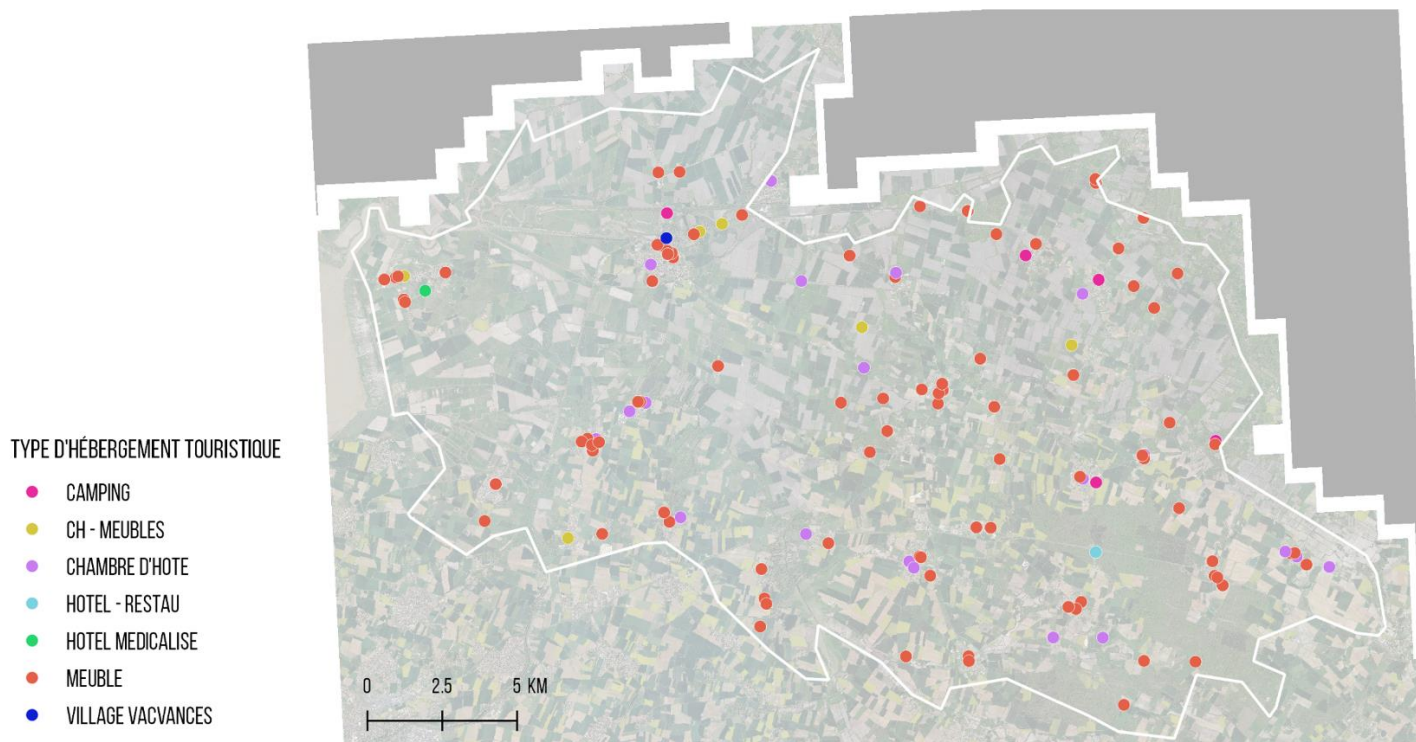 TYPE D'HÉBERGEMENT TOURISTIQUE
CAMPING
CH - MEUBLES
CHAMBRE D'HOTE
HOTEL - RESTAU
HOTEL MEDICALISE
MEUBLE
VILLAGE VACVANCES
0 2.5 5 KM